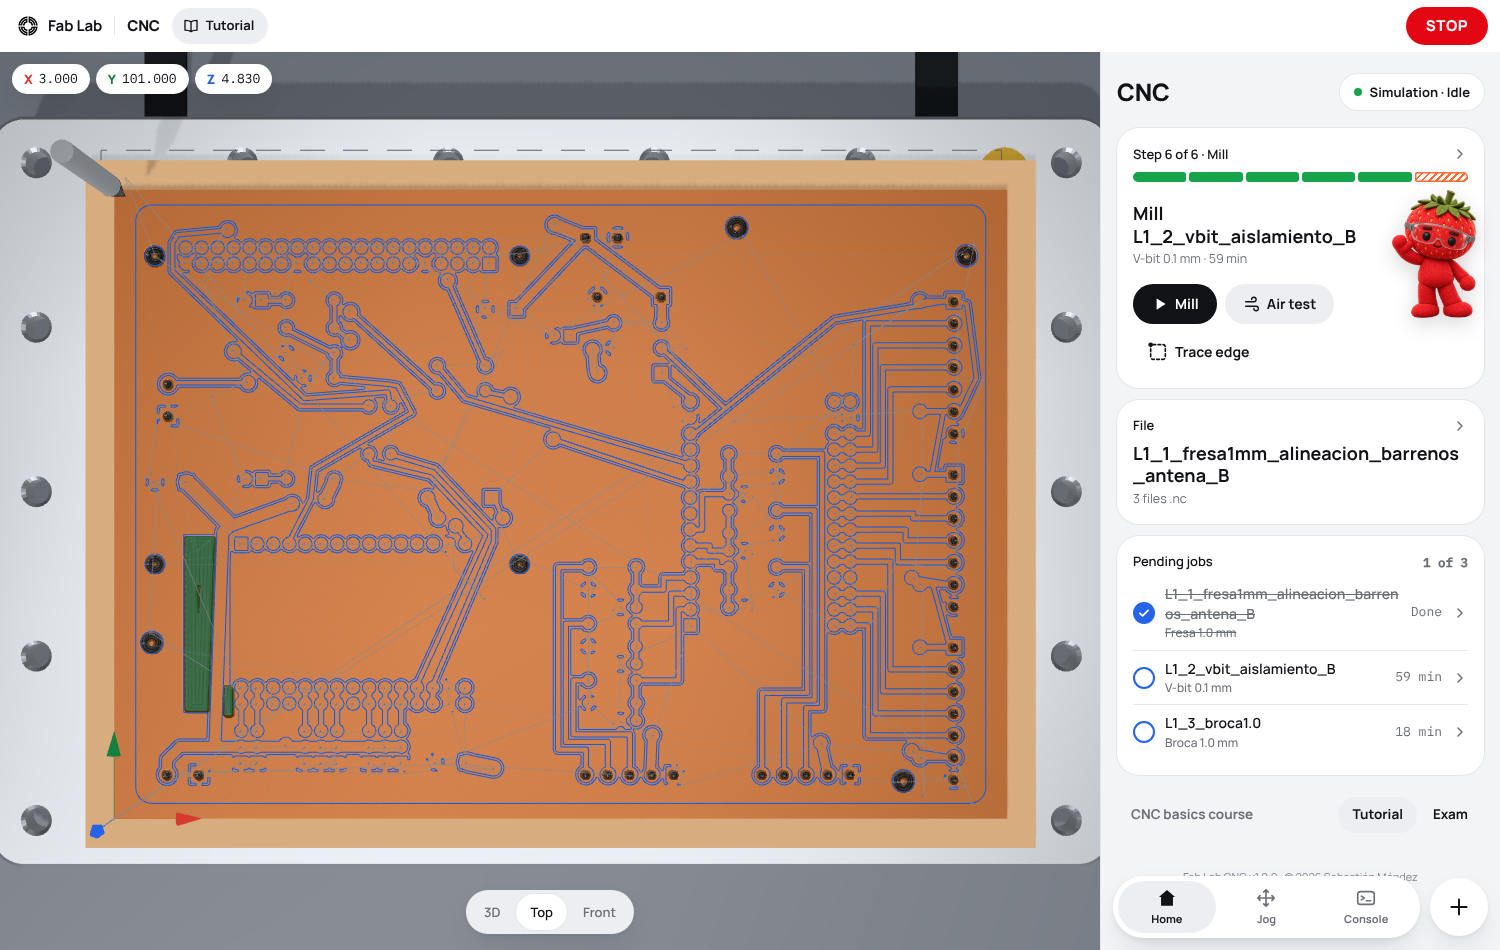 Fab Lab
CNC
Tutorial
STOP
X 3.000
Y 101.000
Z 4.830
CNC
Simulation · Idle
Step 6 of 6 · Mill
Mill
L1_2_vbit_aislamiento_B
V-bit 0.1 mm · 59 min
Mill
Air test
Trace edge
File
L1_1_fresa1mm_alineacion_barrenos
_antena_B
3 files .nc
Pending jobs
1 of 3
L1_1_fresa1mm_alineacion_barren
os_antena_B
Fresa 1.0 mm
Done
L1_2_vbit_aislamiento_B
V-bit 0.1 mm
59 min
L1_3_broca1.0
Broca 1.0 mm
18 min
CNC basics course
Tutorial
Exam
3D
Top
Front
Home
Jog
Console